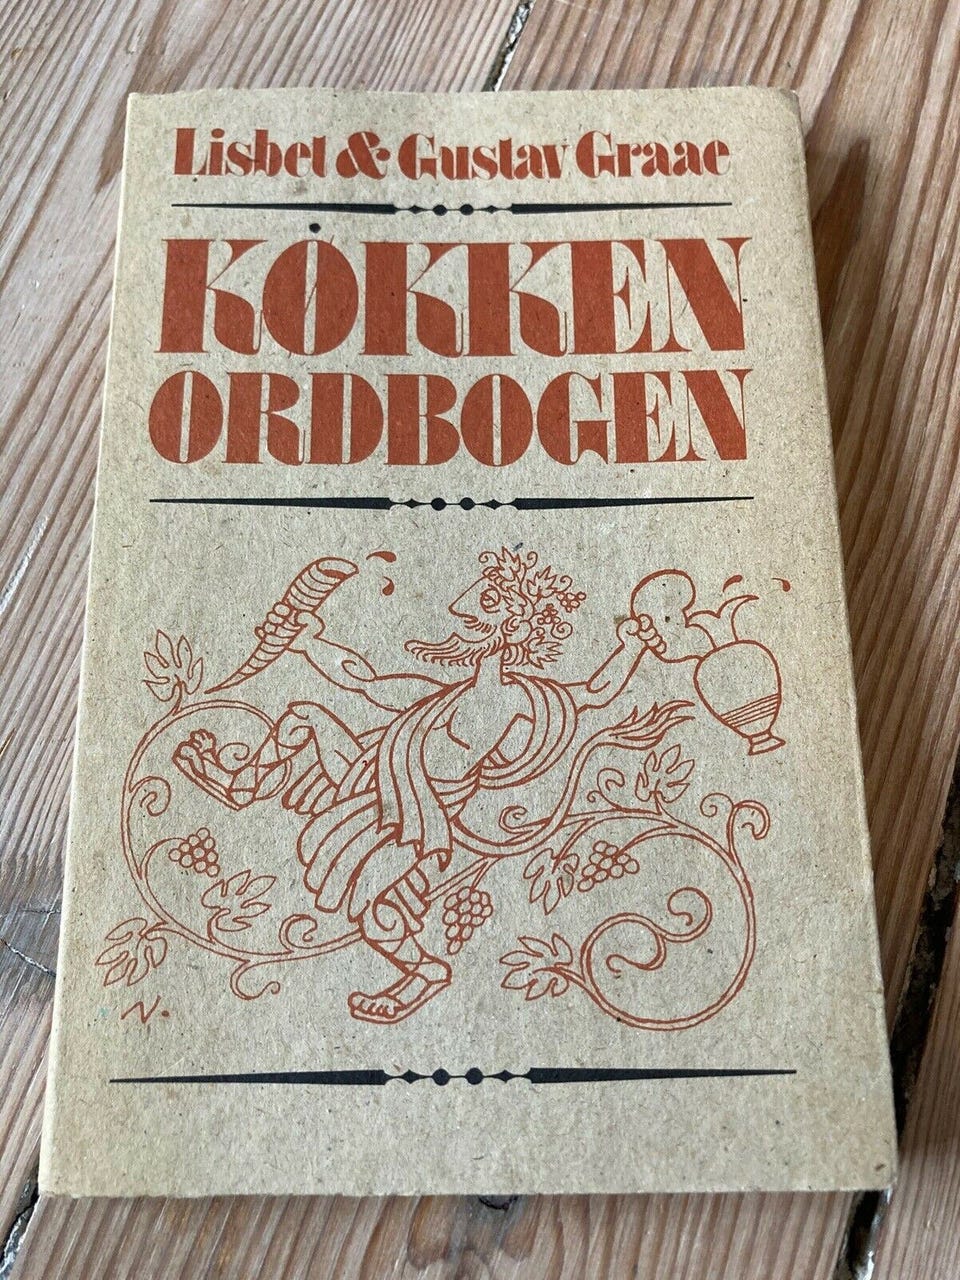 Lisbet & Gustav Graae
KØKKEN
ORDBOGEN
N.